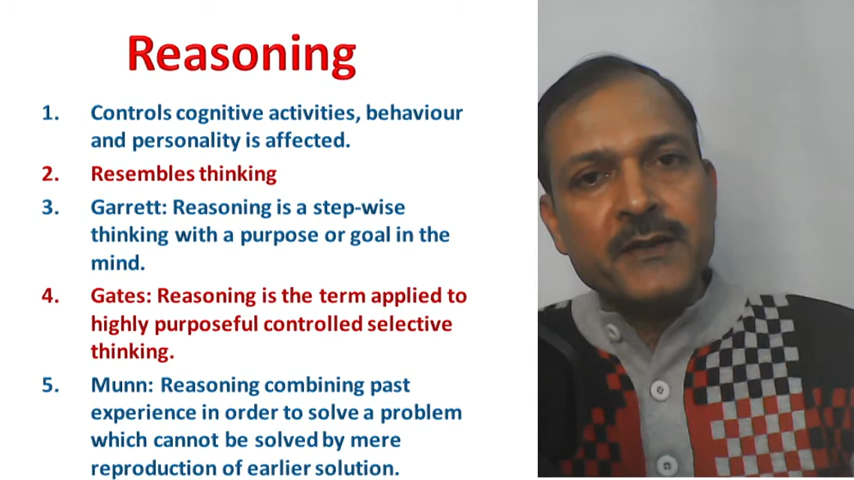 Reasoning
1. Controls cognitive activities, behaviour
and personality is affected.
2. Resembles thinking
3. Garrett: Reasoning is a step-wise
thinking with a purpose or goal in the
mind.
4. Gates: Reasoning is the term applied to
highly purposeful controlled selective
thinking.
5. Munn: Reasoning combining past
experience in order to solve a problem
which cannot be solved by mere
reproduction of earlier solution.